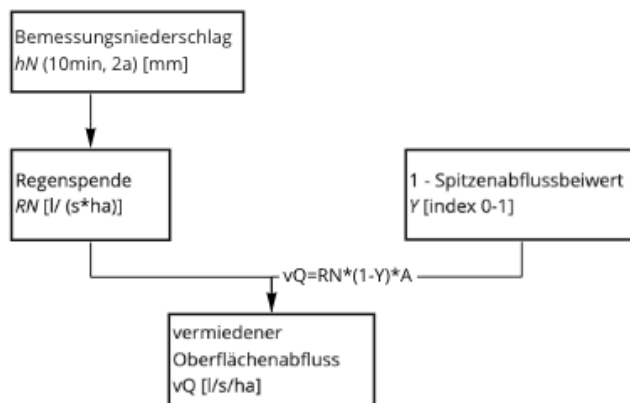 Bemessungsniederschlag
hN (10min, 2a) [mm]
Regenspende
RN [l/ (s*ha)]
1 - Spitzenabflussbeiwert
Y [index 0-1]
vQ=RN*(1-Y)*A
vermiedener
Oberflächenabfluss
vQ [l/s/ha]